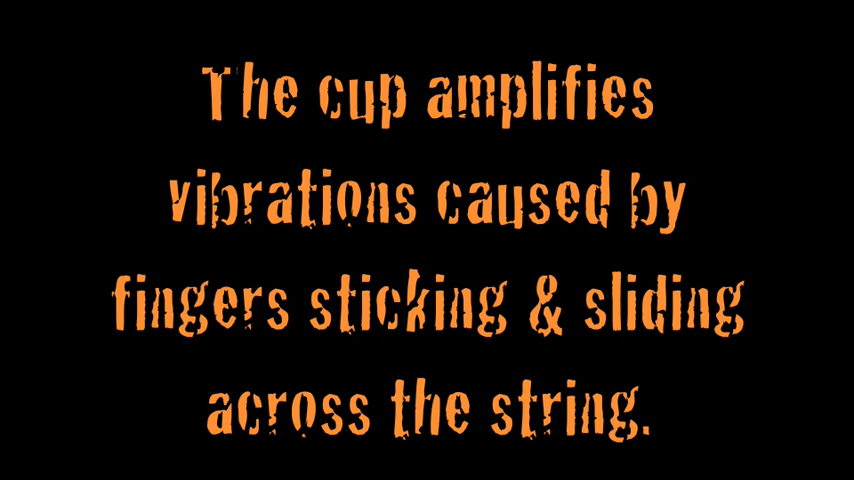 The cup amplifies
vibrations caused by
fingers sticking & sliding
across the string.